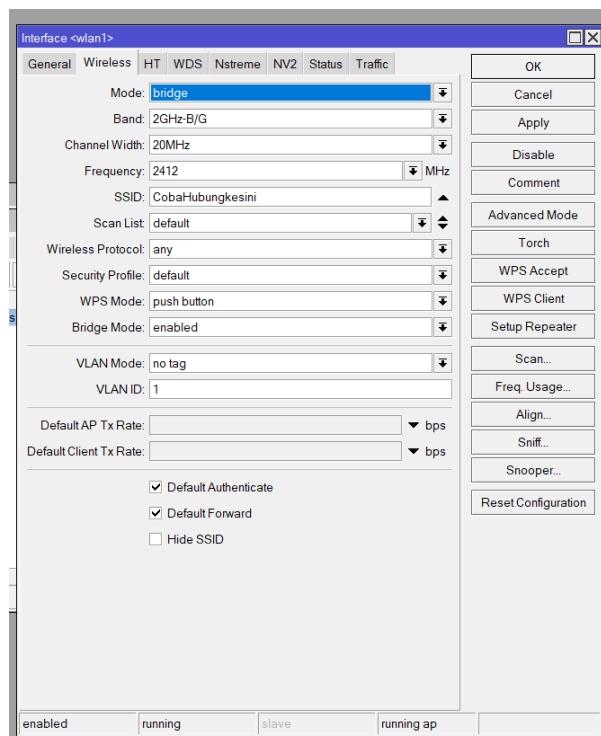 Interface <wlan1>
General Wireless HT WDS Nstreme NV2 Status Traffic
Mode: bridge
Band: 2GHz-B/G
Channel Width: 20MHz
Frequency: 2412 MHz
SSID: CobaHubungkesini
Scan List: default
Wireless Protocol: any
Security Profile: default
WPS Mode: push button
Bridge Mode: enabled
VLAN Mode: no tag
VLAN ID: 1
Default AP Tx Rate: bps
Default Client Tx Rate: bps
Default Authenticate
Default Forward
Hide SSID
OK
Cancel
Apply
Disable
Comment
Advanced Mode
Torch
WPS Accept
WPS Client
Setup Repeater
Scan...
Freq. Usage...
Align...
Sniff...
Snooper...
Reset Configuration
enabled running slave running ap